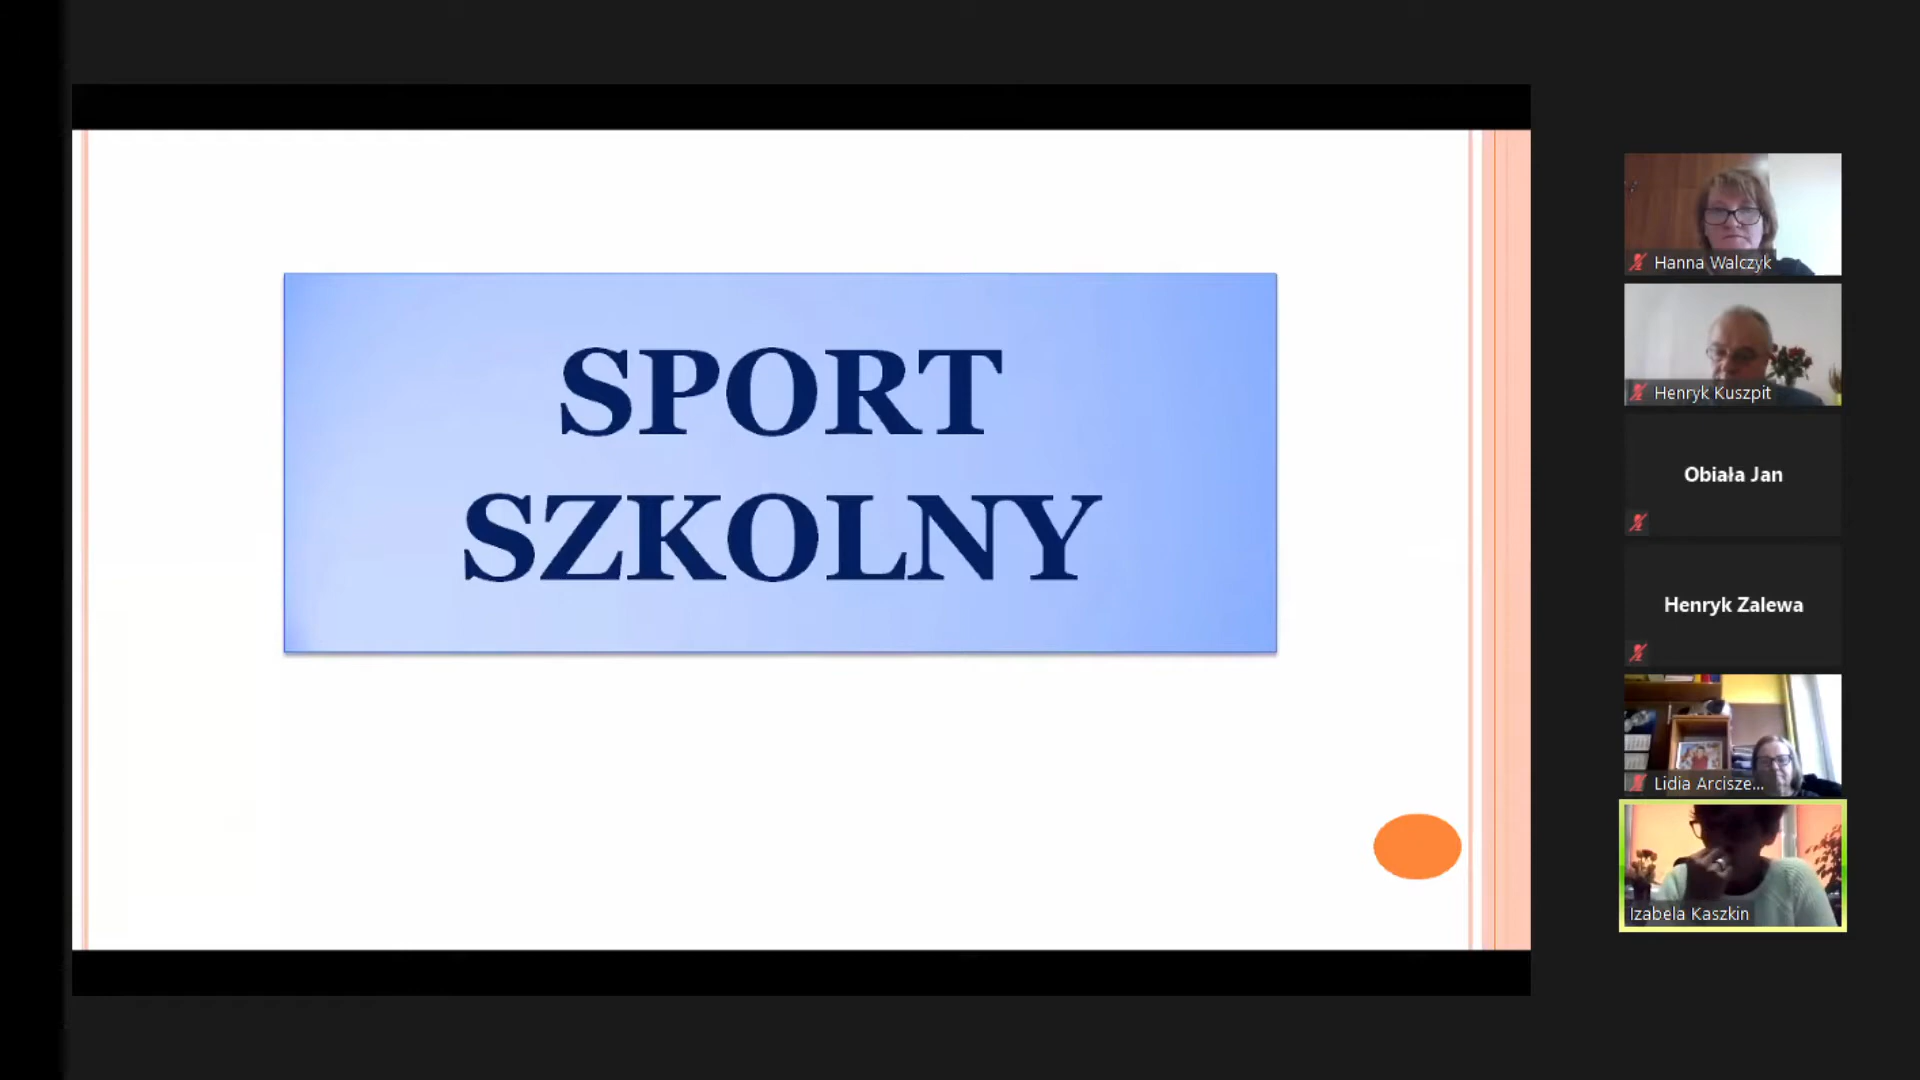 SPORT
SZKOLNY
Hanna Walczyk
Henryk Kuszpit
Obiała Jan
Henryk Zalewa
Lidia Arcisze...
Izabela Kaszkin